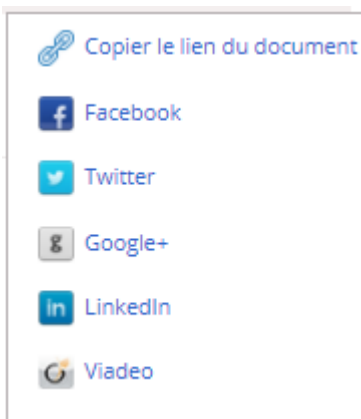 Copier le lien du document
Facebook
Twitter
Google+
LinkedIn
Viadeo